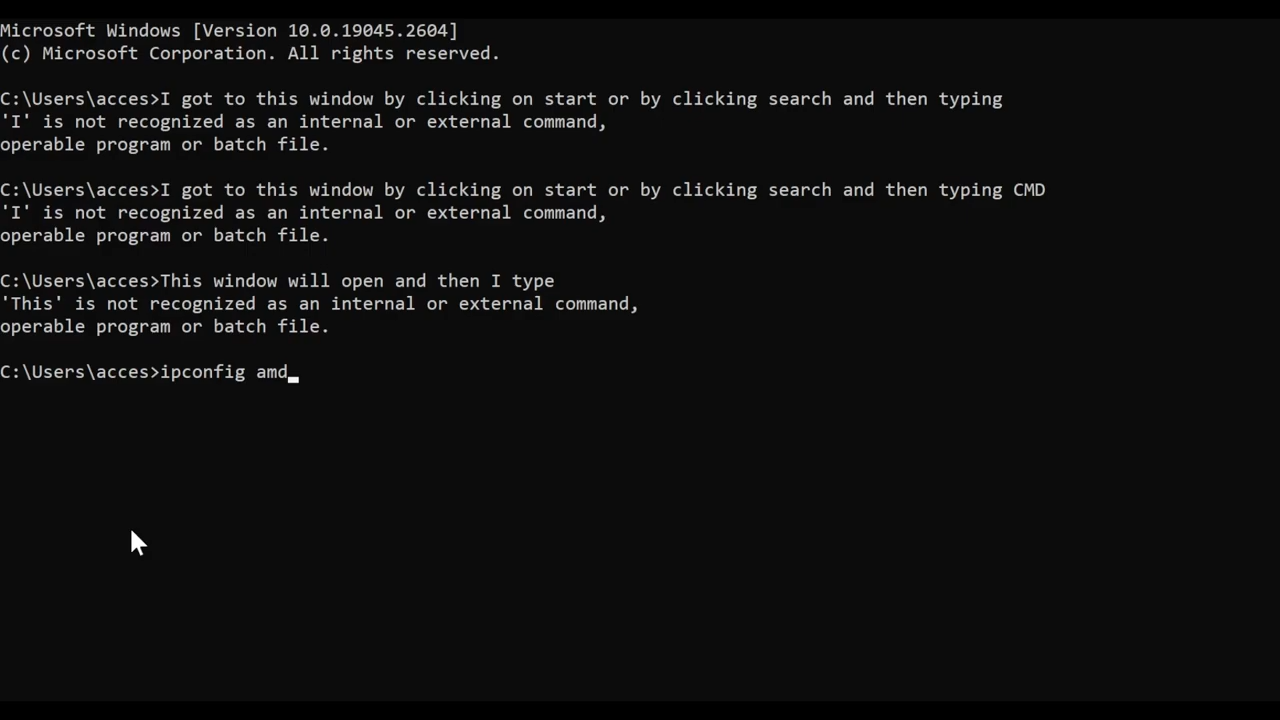 Microsoft Windows [Version 10.0.19045.2604]
(c) Microsoft Corporation. All rights reserved.
C:\Users\acces>I got to this window by clicking on start or by clicking search and then typing
'I' is not recognized as an internal or external command,
operable program or batch file.
C:\Users\acces>I got to this window by clicking on start or by clicking search and then typing CMD
'I' is not recognized as an internal or external command,
operable program or batch file.
C:\Users\acces>This window will open and then I type
'This' is not recognized as an internal or external command,
operable program or batch file.
C:\Users\acces>ipconfig amd